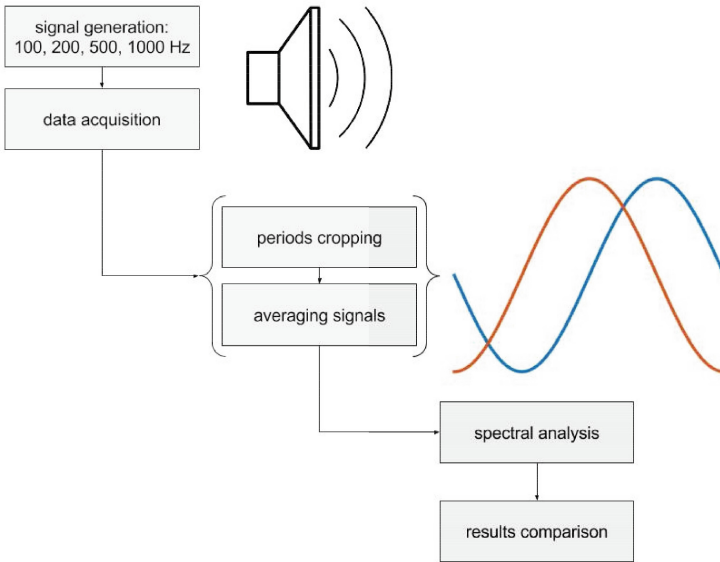 signal generation:
100, 200, 500, 1000 Hz
data acquisition
periods cropping
averaging signals
spectral analysis
results comparison